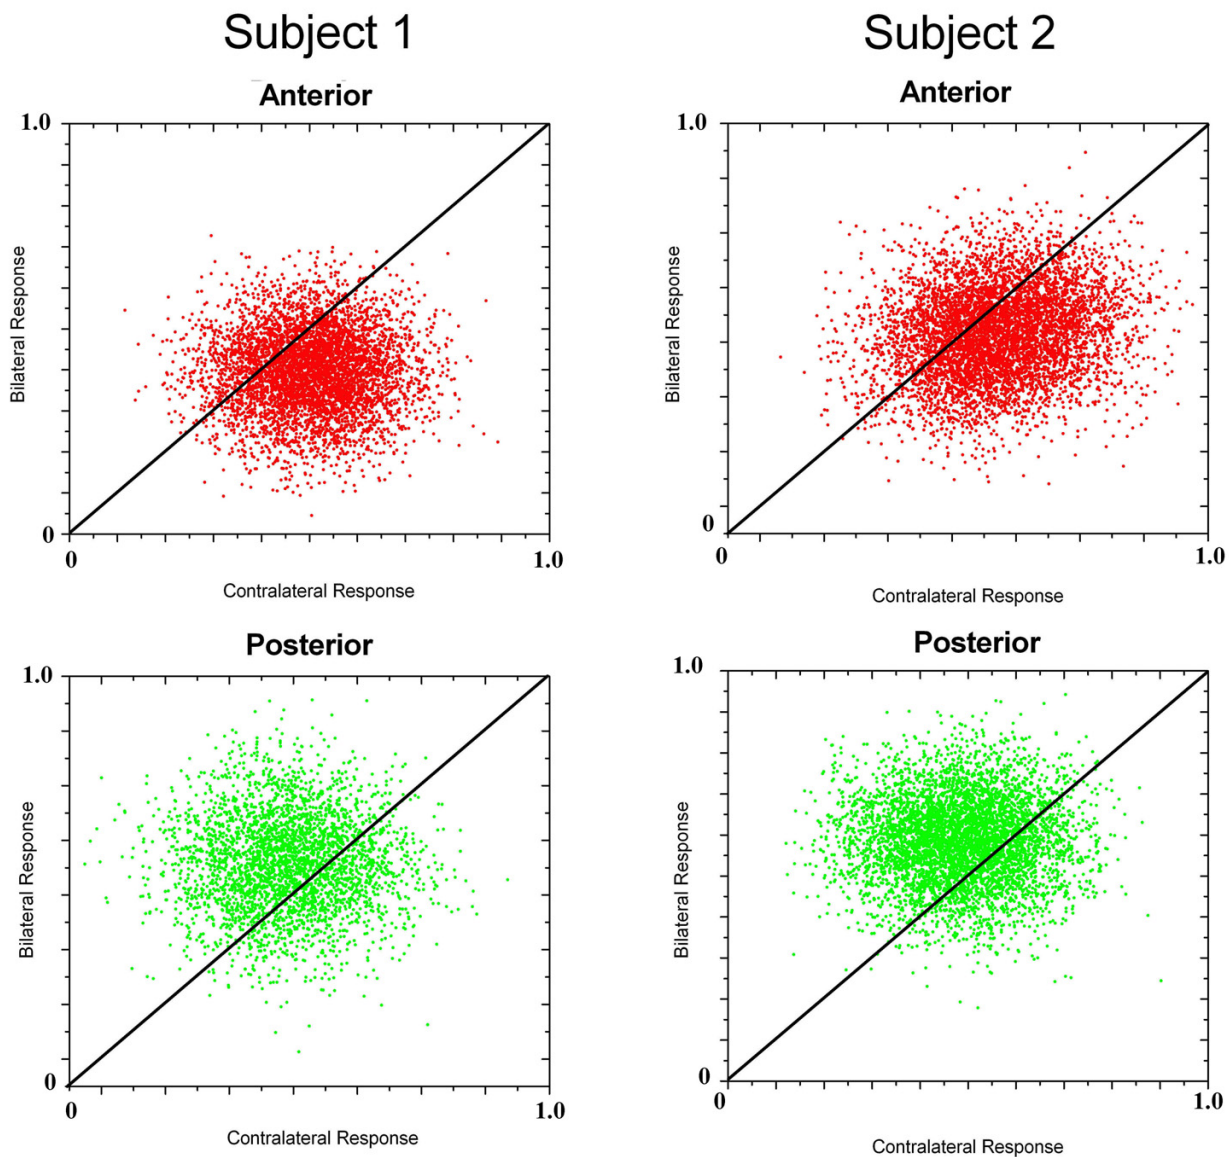 Subject 1
Subject 2
Anterior
1.0
Bilateral Response
0
0
1.0
Contralateral Response
Anterior
1.0
Bilateral Response
0
0
1.0
Contralateral Response
Posterior
1.0
Bilateral Response
0
0
1.0
Contralateral Response
Posterior
1.0
Bilateral Response
0
0
1.0
Contralateral Response